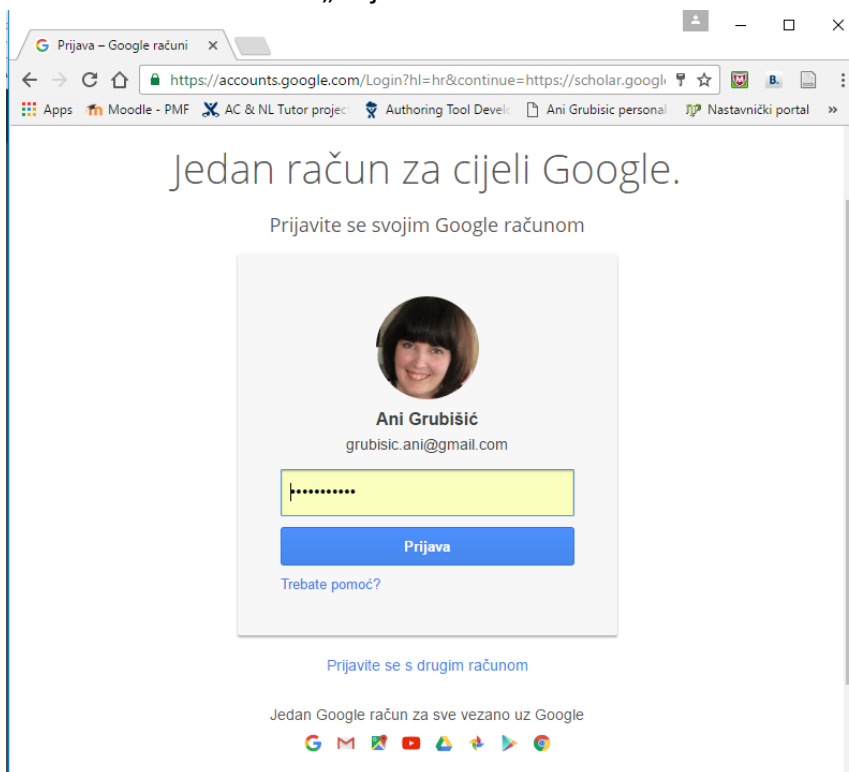 Prijava – Google računi
https://accounts.google.com/Login?hl=hr&continue=https://scholar.googl
Apps Moodle - PMF AC & NL Tutor projec Authoring Tool Devel Ani Grubisic personal Nastavnički portal »
Jedan račun za cijeli Google.
Prijavite se svojim Google računom
Ani Grubišić
grubisic.ani@gmail.com
•••••••••••
Prijava
Trebate pomoć?
Prijavite se s drugim računom
Jedan Google račun za sve vezano uz Google